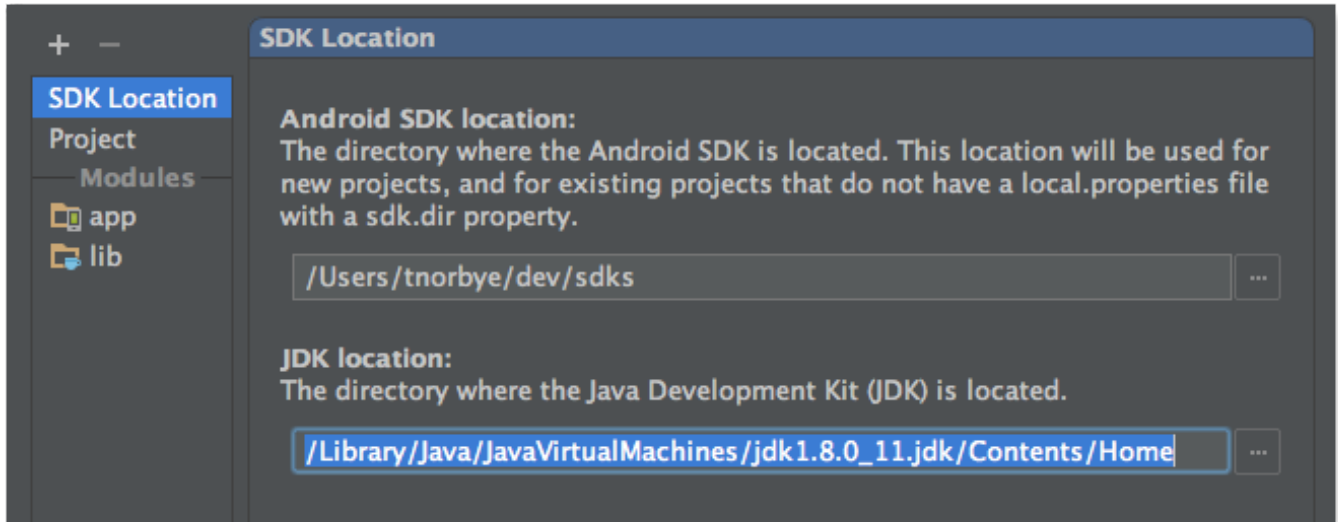 + −
SDK Location
SDK Location
Project
Modules
app
lib
Android SDK location:
The directory where the Android SDK is located. This location will be used for
new projects, and for existing projects that do not have a local.properties file
with a sdk.dir property.
/Users/tnorbye/dev/sdks
...
JDK location:
The directory where the Java Development Kit (JDK) is located.
/Library/Java/JavaVirtualMachines/jdk1.8.0_11.jdk/Contents/Home
...